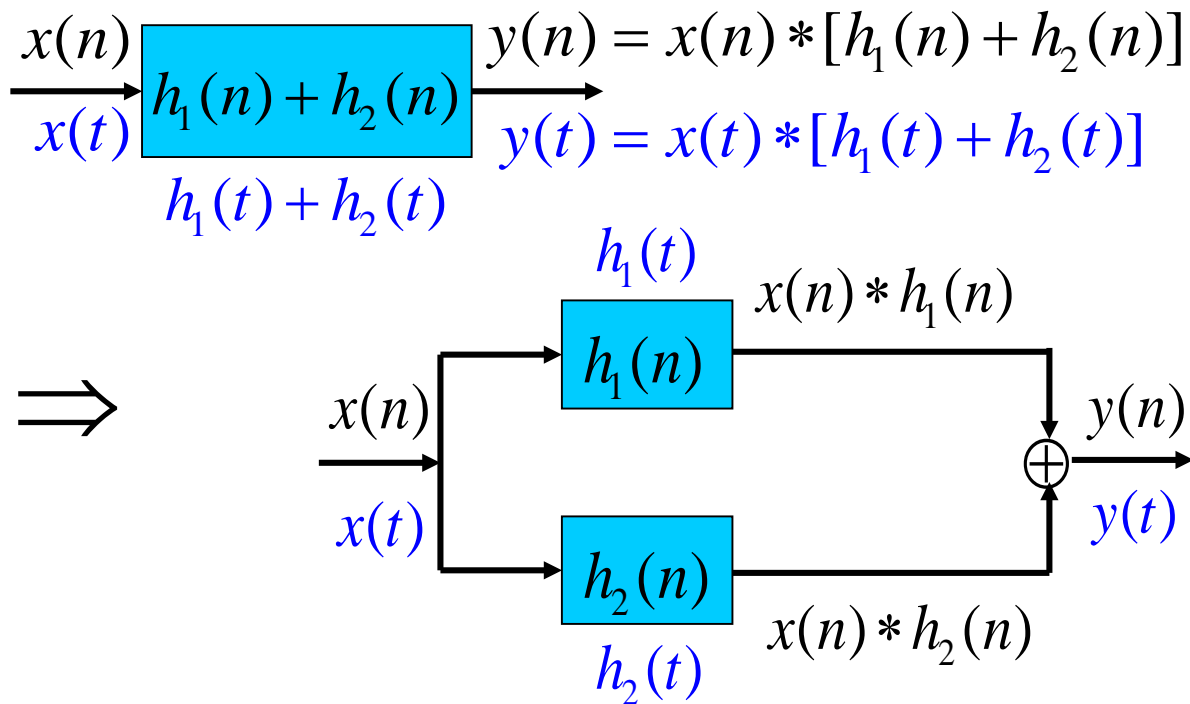 x(n)
h₁(n) + h₂(n)
y(n) = x(n) * [h₁(n) + h₂(n)]
x(t)
y(t) = x(t) * [h₁(t) + h₂(t)]
h₁(t) + h₂(t)
h₁(t)
x(n) * h₁(n)
h₁(n)
⇒
x(n)
y(n)
+
x(t)
y(t)
h₂(n)
x(n) * h₂(n)
h₂(t)